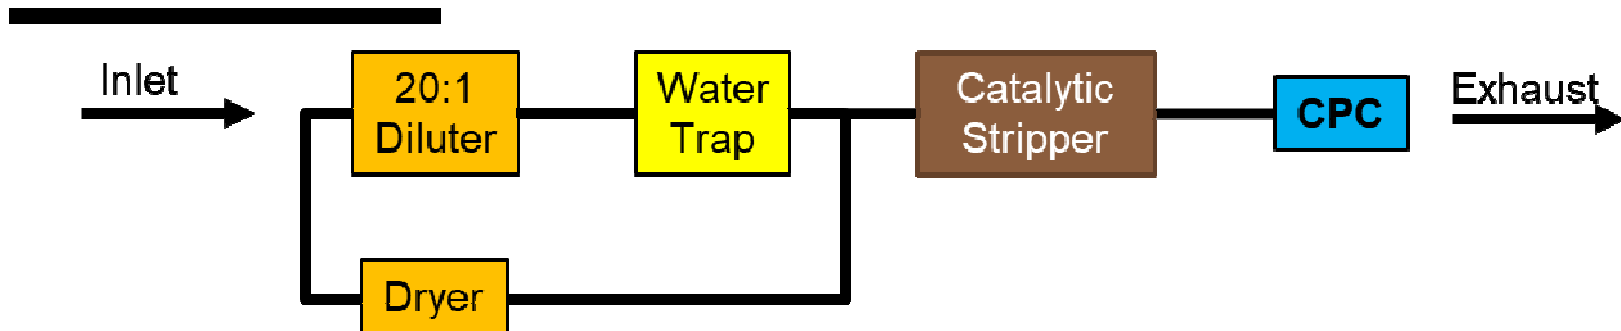 Inlet
20:1
Diluter
Water
Trap
Catalytic
Stripper
CPC
Exhaust
Dryer